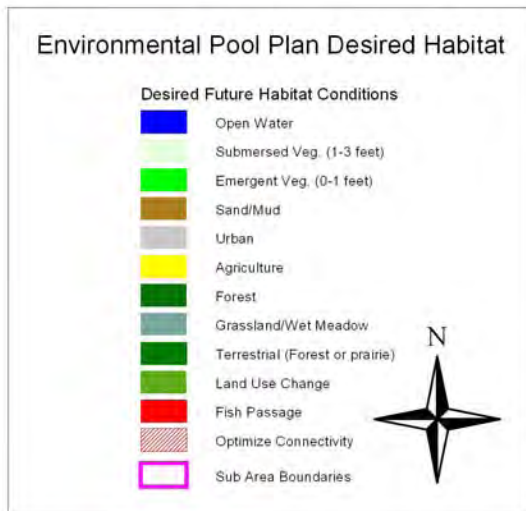 Environmental Pool Plan Desired Habitat
Desired Future Habitat Conditions
Open Water
Submersed Veg. (1-3 feet)
Emergent Veg. (0-1 feet)
Sand/Mud
Urban
Agriculture
Forest
Grassland/Wet Meadow
Terrestrial (Forest or prairie)
Land Use Change
Fish Passage
Optimize Connectivity
Sub Area Boundaries
N